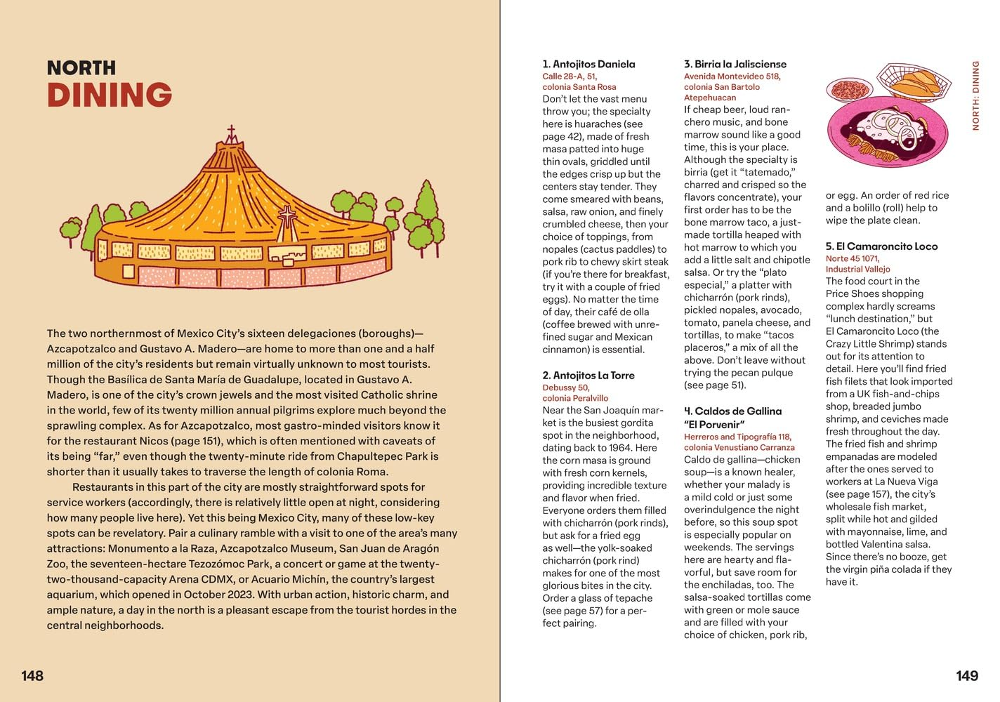 NORTH
DINING
The two northernmost of Mexico City’s sixteen delegaciones (boroughs)—
Azcapotzalco and Gustavo A. Madero—are home to more than one and a half
million of the city’s residents but remain virtually unknown to most tourists.
Though the Basílica de Santa María de Guadalupe, located in Gustavo A.
Madero, is one of the city’s crown jewels and the most visited Catholic shrine
in the world, few of its twenty million annual pilgrims explore much beyond the
sprawling complex. As for Azcapotzalco, most gastro-minded visitors know it
for the restaurant Nicos (page 151), which is often mentioned with caveats of
its being “far,” even though the twenty-minute ride from Chapultepec Park is
shorter than it usually takes to traverse the length of colonia Roma.
Restaurants in this part of the city are mostly straightforward spots for
service workers (accordingly, there is relatively little open at night, considering
how many people live here). Yet this being Mexico City, many of these low-key
spots can be revelatory. Pair a culinary ramble with a visit to one of the area’s many
attractions: Monumento a la Raza, Azcapotzalco Museum, San Juan de Aragón
Zoo, the seventeen-hectare Tezozómoc Park, a concert or game at the twenty-
two-thousand-capacity Arena CDMX, or Acuario Michín, the country’s largest
aquarium, which opened in October 2023. With urban action, historic charm, and
ample nature, a day in the north is a pleasant escape from the tourist hordes in the
central neighborhoods.
148
1. Antojitos Daniela
Calle 28-A, 51,
colonia Santa Rosa
Don’t let the vast menu
throw you; the specialty
here is huaraches (see
page 42), made of fresh
masa patted into huge
thin ovals, griddled until
the edges crisp up but the
centers stay tender. They
come smeared with beans,
salsa, raw onion, and finely
crumbled cheese, then your
choice of toppings, from
nopales (cactus paddles) to
pork rib to chewy skirt steak
(if you’re there for breakfast,
try it with a couple of fried
eggs). No matter the time
of day, their café de olla
(coffee brewed with unre-
fined sugar and Mexican
cinnamon) is essential.
2. Antojitos La Torre
Debussy 50,
colonia Peralvillo
Near the San Joaquín mar-
ket is the busiest gordita
spot in the neighborhood,
dating back to 1964. Here
the corn masa is ground
with fresh corn kernels,
providing incredible texture
and flavor when fried.
Everyone orders them filled
with chicharrón (pork rinds),
but ask for a fried egg
as well—the yolk-soaked
chicharrón (pork rind)
makes for one of the most
glorious bites in the city.
Order a glass of tepache
(see page 57) for a per-
fect pairing.
3. Birria la Jalisciense
Avenida Montevideo 518,
colonia San Bartolo
Atepehuacan
If cheap beer, loud ran-
chero music, and bone
marrow sound like a good
time, this is your place.
Although the specialty is
birria (get it “tatemado,”
charred and crisped so the
flavors concentrate), your
first order has to be the
bone marrow taco, a just-
made tortilla heaped with
hot marrow to which you
add a little salt and chipotle
salsa. Or try the “plato
especial,” a platter with
chicharrón (pork rinds),
pickled nopales, avocado,
tomato, panela cheese, and
tortillas, to make “tacos
placeros,” a mix of all the
above. Don’t leave without
trying the pecan pulque
(see page 51).
4. Caldos de Gallina
“El Porvenir”
Herreros and Tipografía 118,
colonia Venustiano Carranza
Caldo de gallina—chicken
soup—is a known healer,
whether your malady is
a mild cold or just some
overindulgence the night
before, so this soup spot
is especially popular on
weekends. The servings
here are hearty and fla-
vorful, but save room for
the enchiladas, too. The
salsa-soaked tortillas come
with green or mole sauce
and are filled with your
choice of chicken, pork rib,
or egg. An order of red rice
and a bolillo (roll) help to
wipe the plate clean.
5. El Camaroncito Loco
Norte 45 1071,
Industrial Vallejo
The food court in the
Price Shoes shopping
complex hardly screams
“lunch destination,” but
El Camaroncito Loco (the
Crazy Little Shrimp) stands
out for its attention to
detail. Here you’ll find fried
fish filets that look imported
from a UK fish-and-chips
shop, breaded jumbo
shrimp, and ceviches made
fresh throughout the day.
The fried fish and shrimp
empanadas are modeled
after the ones served to
workers at La Nueva Viga
(see page 157), the city’s
wholesale fish market,
split while hot and gilded
with mayonnaise, lime, and
bottled Valentina salsa.
Since there’s no booze, get
the virgin piña colada if they
have it.
NORTH: DINING
149